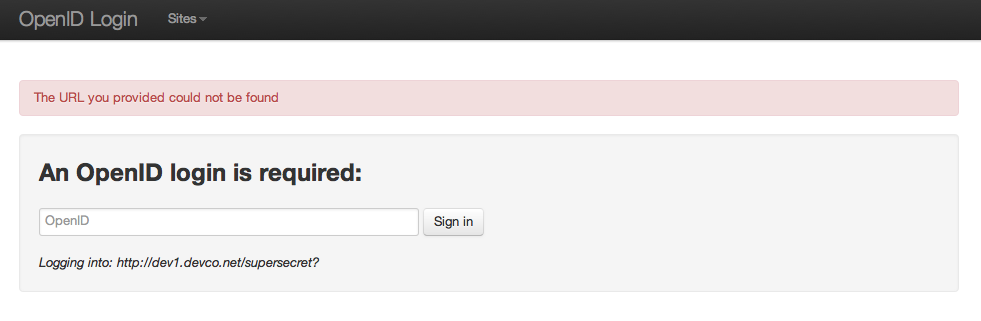 OpenID Login Sites
The URL you provided could not be found
An OpenID login is required:
OpenID Sign in
Logging into: http://dev1.devco.net/supersecret?